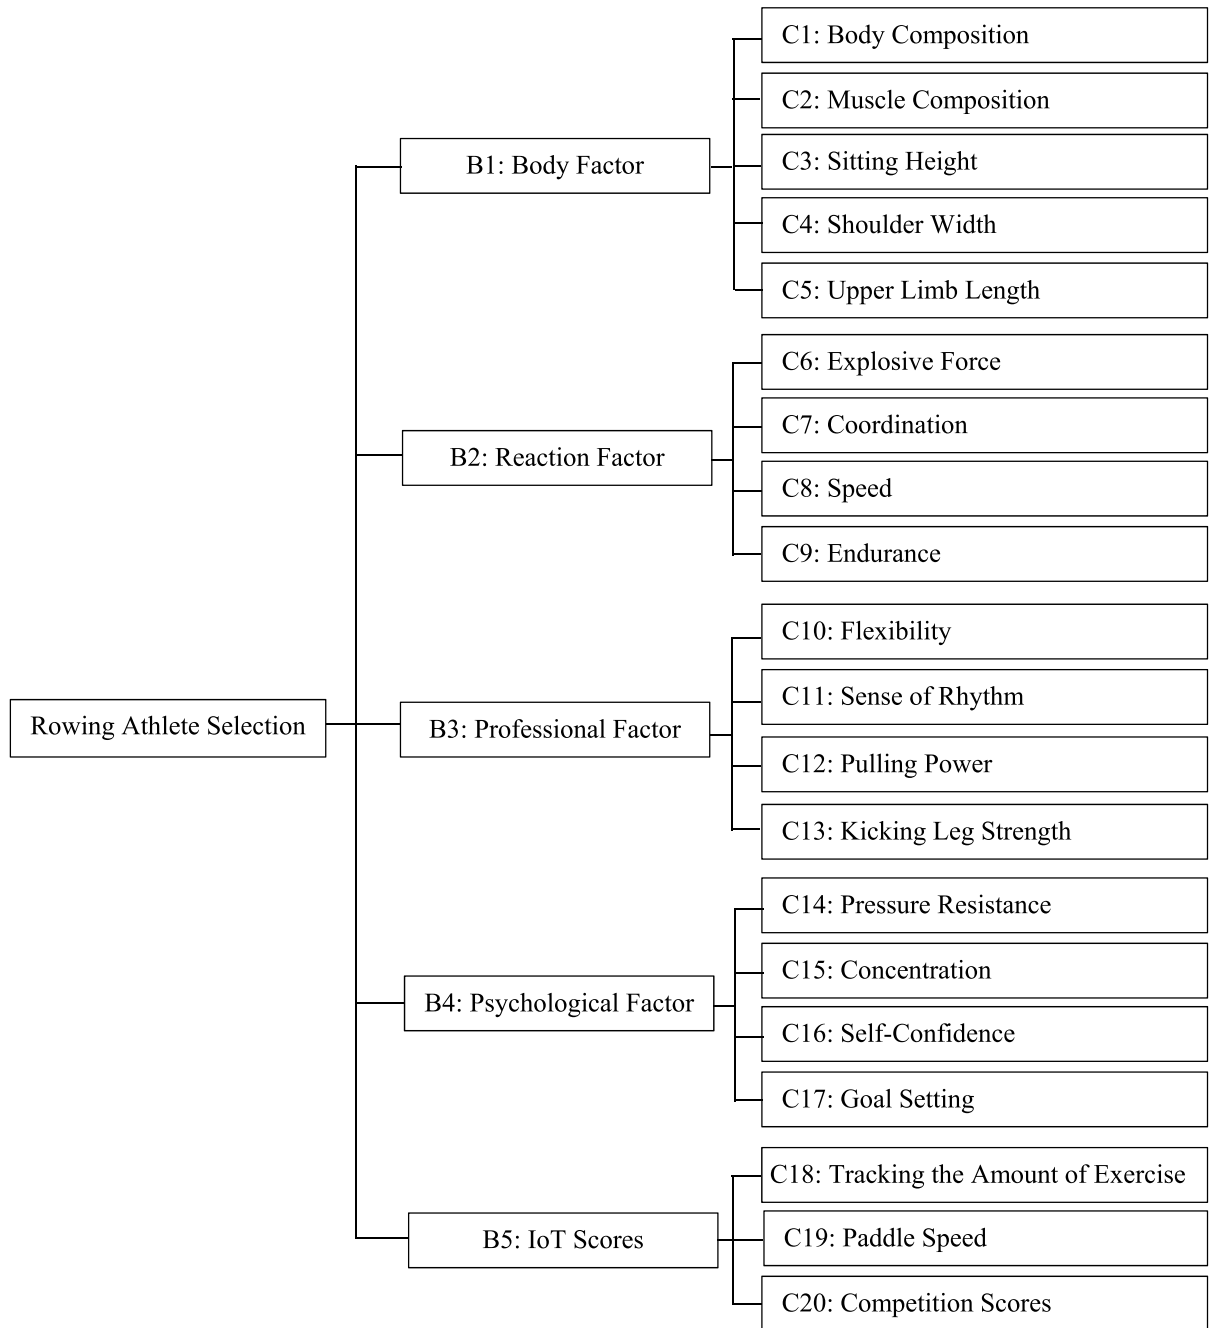 Rowing Athlete Selection
B1: Body Factor
C1: Body Composition
C2: Muscle Composition
C3: Sitting Height
C4: Shoulder Width
C5: Upper Limb Length
B2: Reaction Factor
C6: Explosive Force
C7: Coordination
C8: Speed
C9: Endurance
B3: Professional Factor
C10: Flexibility
C11: Sense of Rhythm
C12: Pulling Power
C13: Kicking Leg Strength
B4: Psychological Factor
C14: Pressure Resistance
C15: Concentration
C16: Self-Confidence
C17: Goal Setting
B5: IoT Scores
C18: Tracking the Amount of Exercise
C19: Paddle Speed
C20: Competition Scores